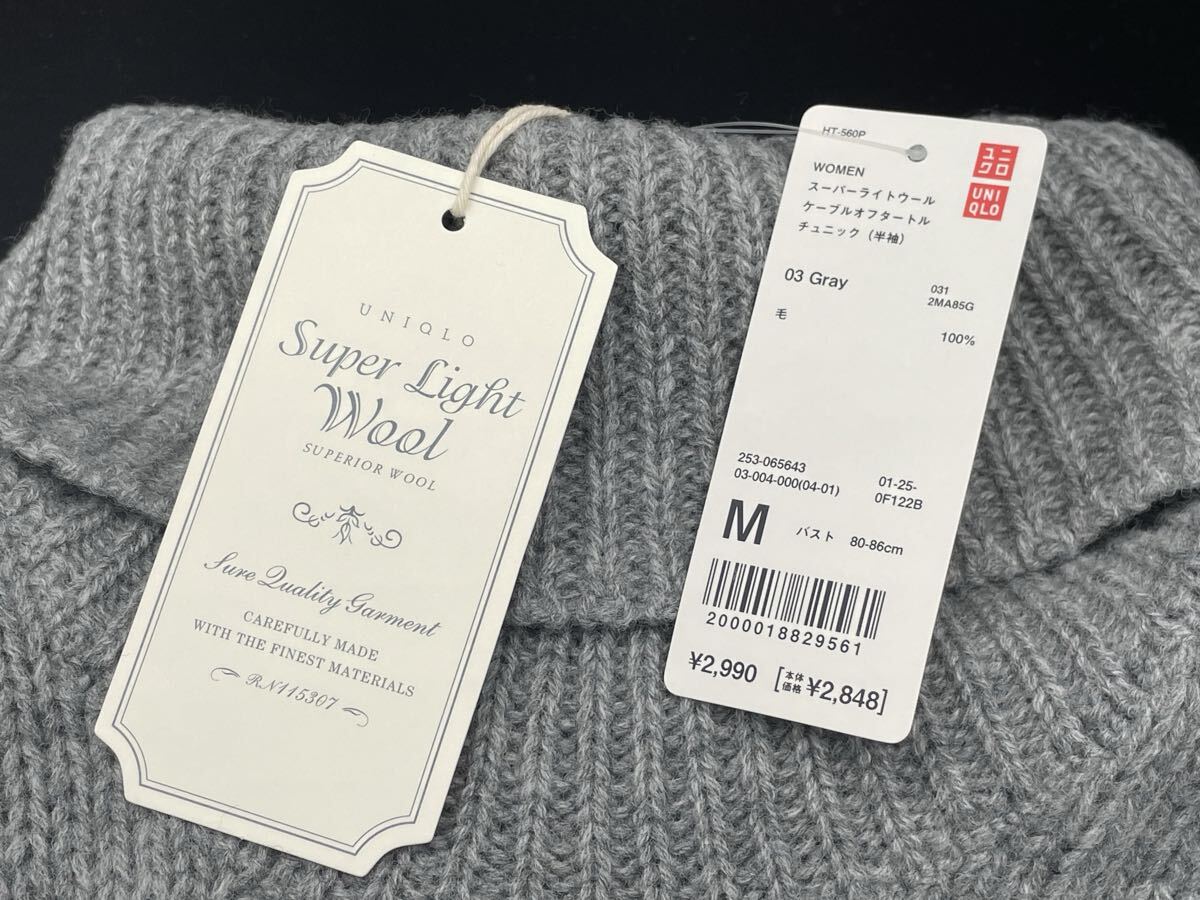 UNIQLO
Super Light
Wool
SUPERIOR WOOL
Sure Quality Garment
CAREFULLY MADE
WITH THE FINEST MATERIALS
RN115307
HT-560P
ユニ
クロ
UNI
QLO
WOMEN
スーパーライトウール
ケーブルオフタートル
チュニック（半袖）
03 Gray
031
2MA85G
毛 100%
253-065643
03-004-000(04-01)
01-25-
0F122B
M バスト 80-86cm
2000018829561
¥2,990 [本体価格 ¥2,848]